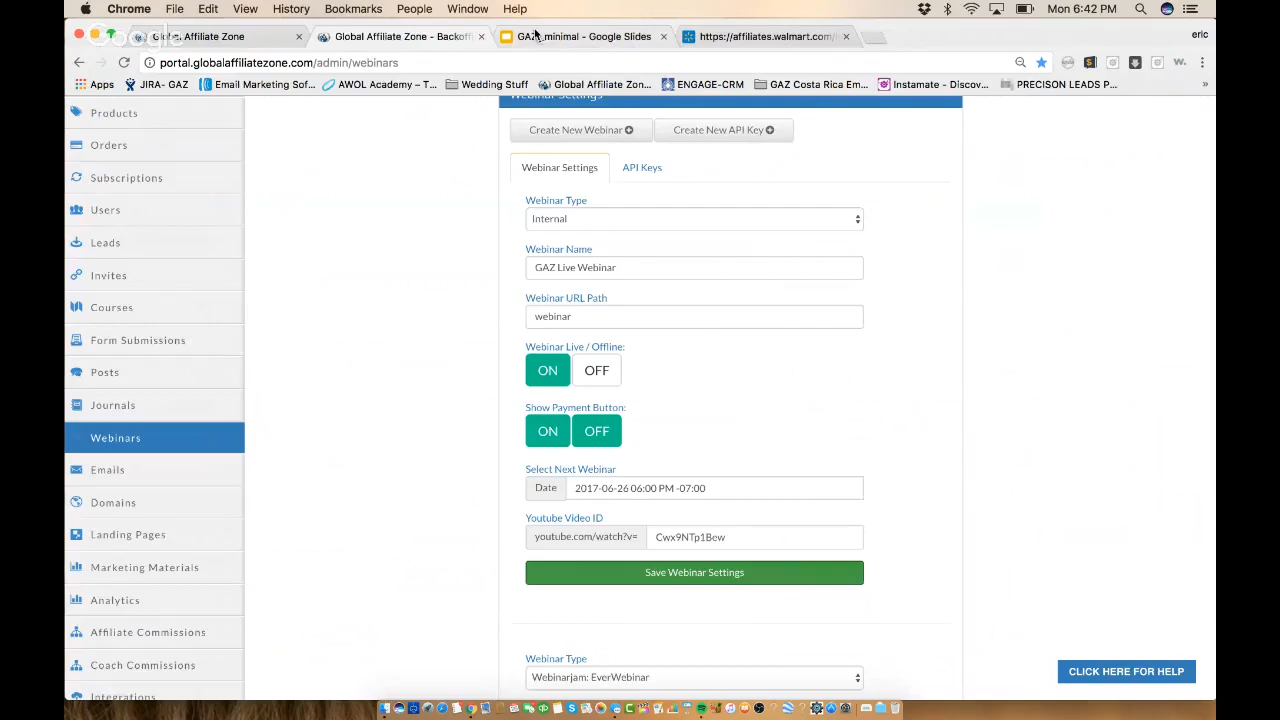 Chrome File Edit View History Bookmarks People Window Help Mon 6:42 PM
Google
Global Affiliate Zone
Global Affiliate Zone - Backoffi
GAZ minimal - Google Slides
https://affiliates.walmart.com/
eric
portal.globalaffiliatezone.com/admin/webinars
Apps JIRA- GAZ Email Marketing Sof... AWOL Academy – T... Wedding Stuff Global Affiliate Zon... ENGAGE-CRM GAZ Costa Rica Em... Instamate - Discov... PRECISON LEADS P... »
Products
Orders
Subscriptions
Users
Leads
Invites
Courses
Form Submissions
Posts
Journals
Webinars
Emails
Domains
Landing Pages
Marketing Materials
Analytics
Affiliate Commissions
Coach Commissions
Integrations
Webinar Settings
Create New Webinar
Create New API Key
Webinar Settings
API Keys
Webinar Type
Internal
Webinar Name
GAZ Live Webinar
Webinar URL Path
webinar
Webinar Live / Offline:
ON OFF
Show Payment Button:
ON OFF
Select Next Webinar
Date 2017-06-26 06:00 PM -07:00
Youtube Video ID
youtube.com/watch?v= Cwx9NTp1Bew
Save Webinar Settings
Webinar Type
Webinarjam: EverWebinar
CLICK HERE FOR HELP